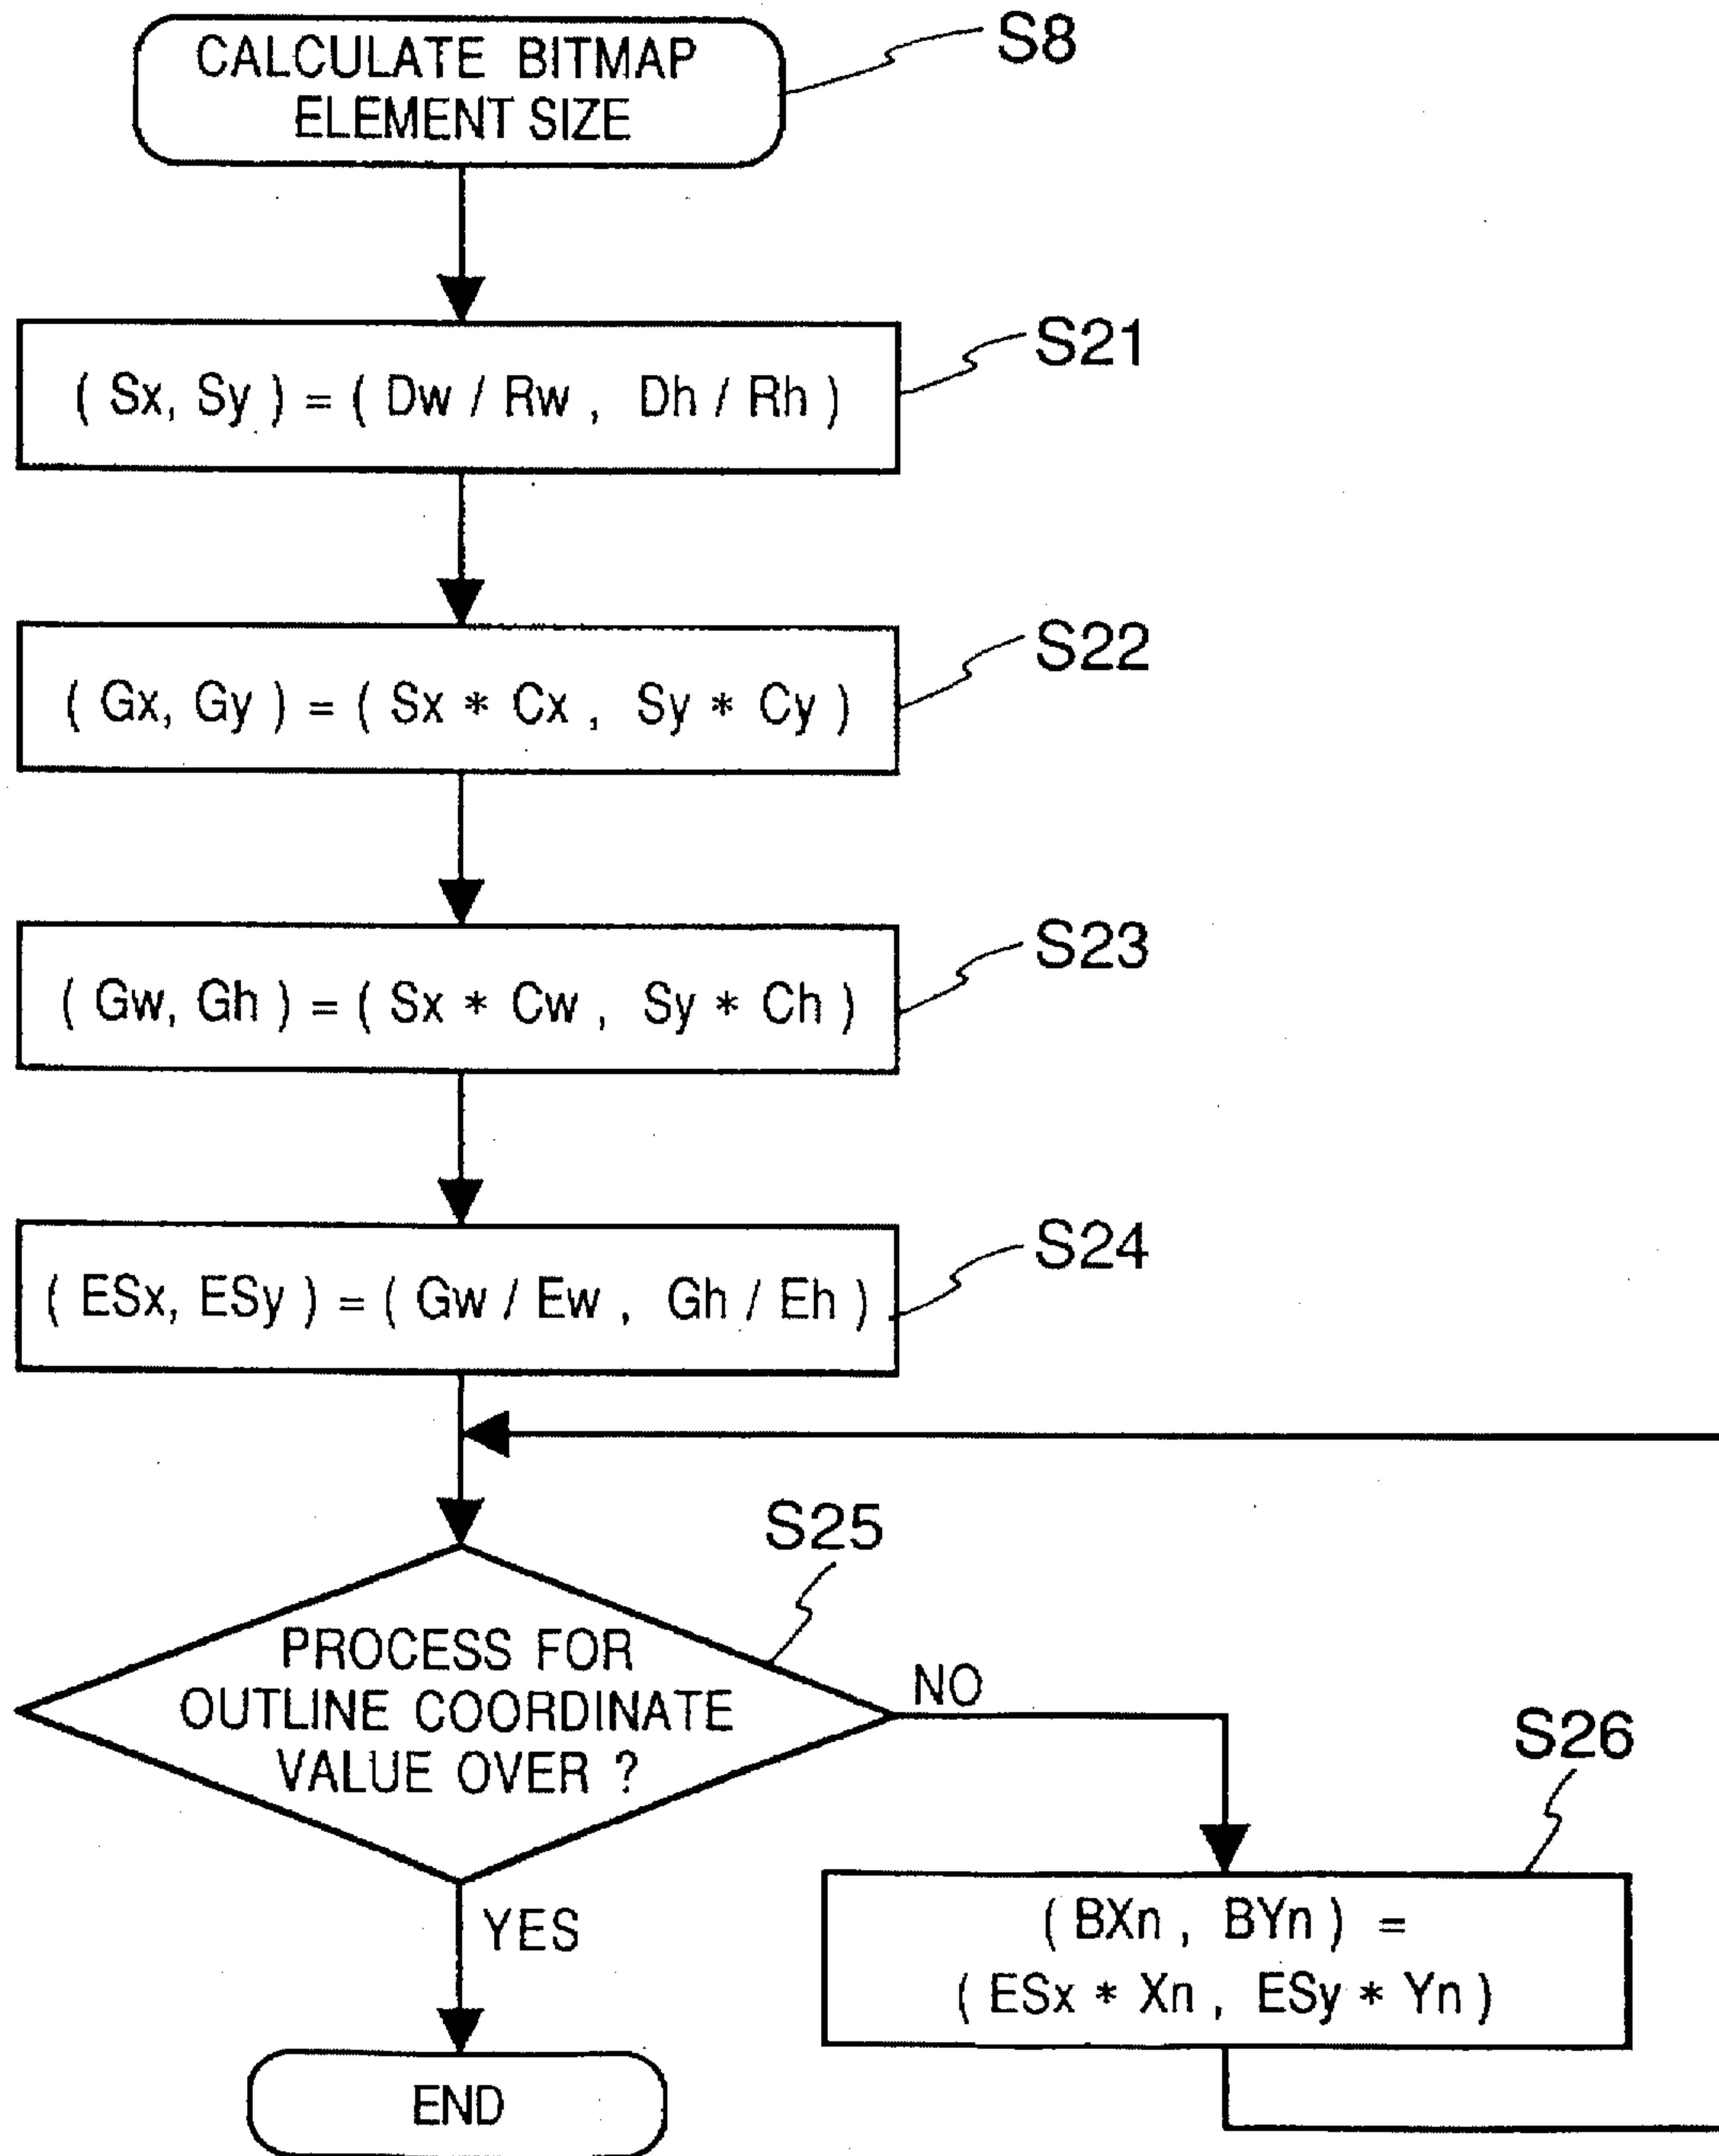 CALCULATE BITMAP
ELEMENT SIZE
S8
( Sx, Sy ) = ( Dw / Rw , Dh / Rh )
S21
( Gx, Gy ) = ( Sx * Cx , Sy * Cy )
S22
( Gw, Gh ) = ( Sx * Cw , Sy * Ch )
S23
( ESx, ESy ) = ( Gw / Ew , Gh / Eh )
S24
S25
PROCESS FOR
OUTLINE COORDINATE
VALUE OVER ?
NO
YES
S26
( BXn , BYn ) =
( ESx * Xn , ESy * Yn )
END